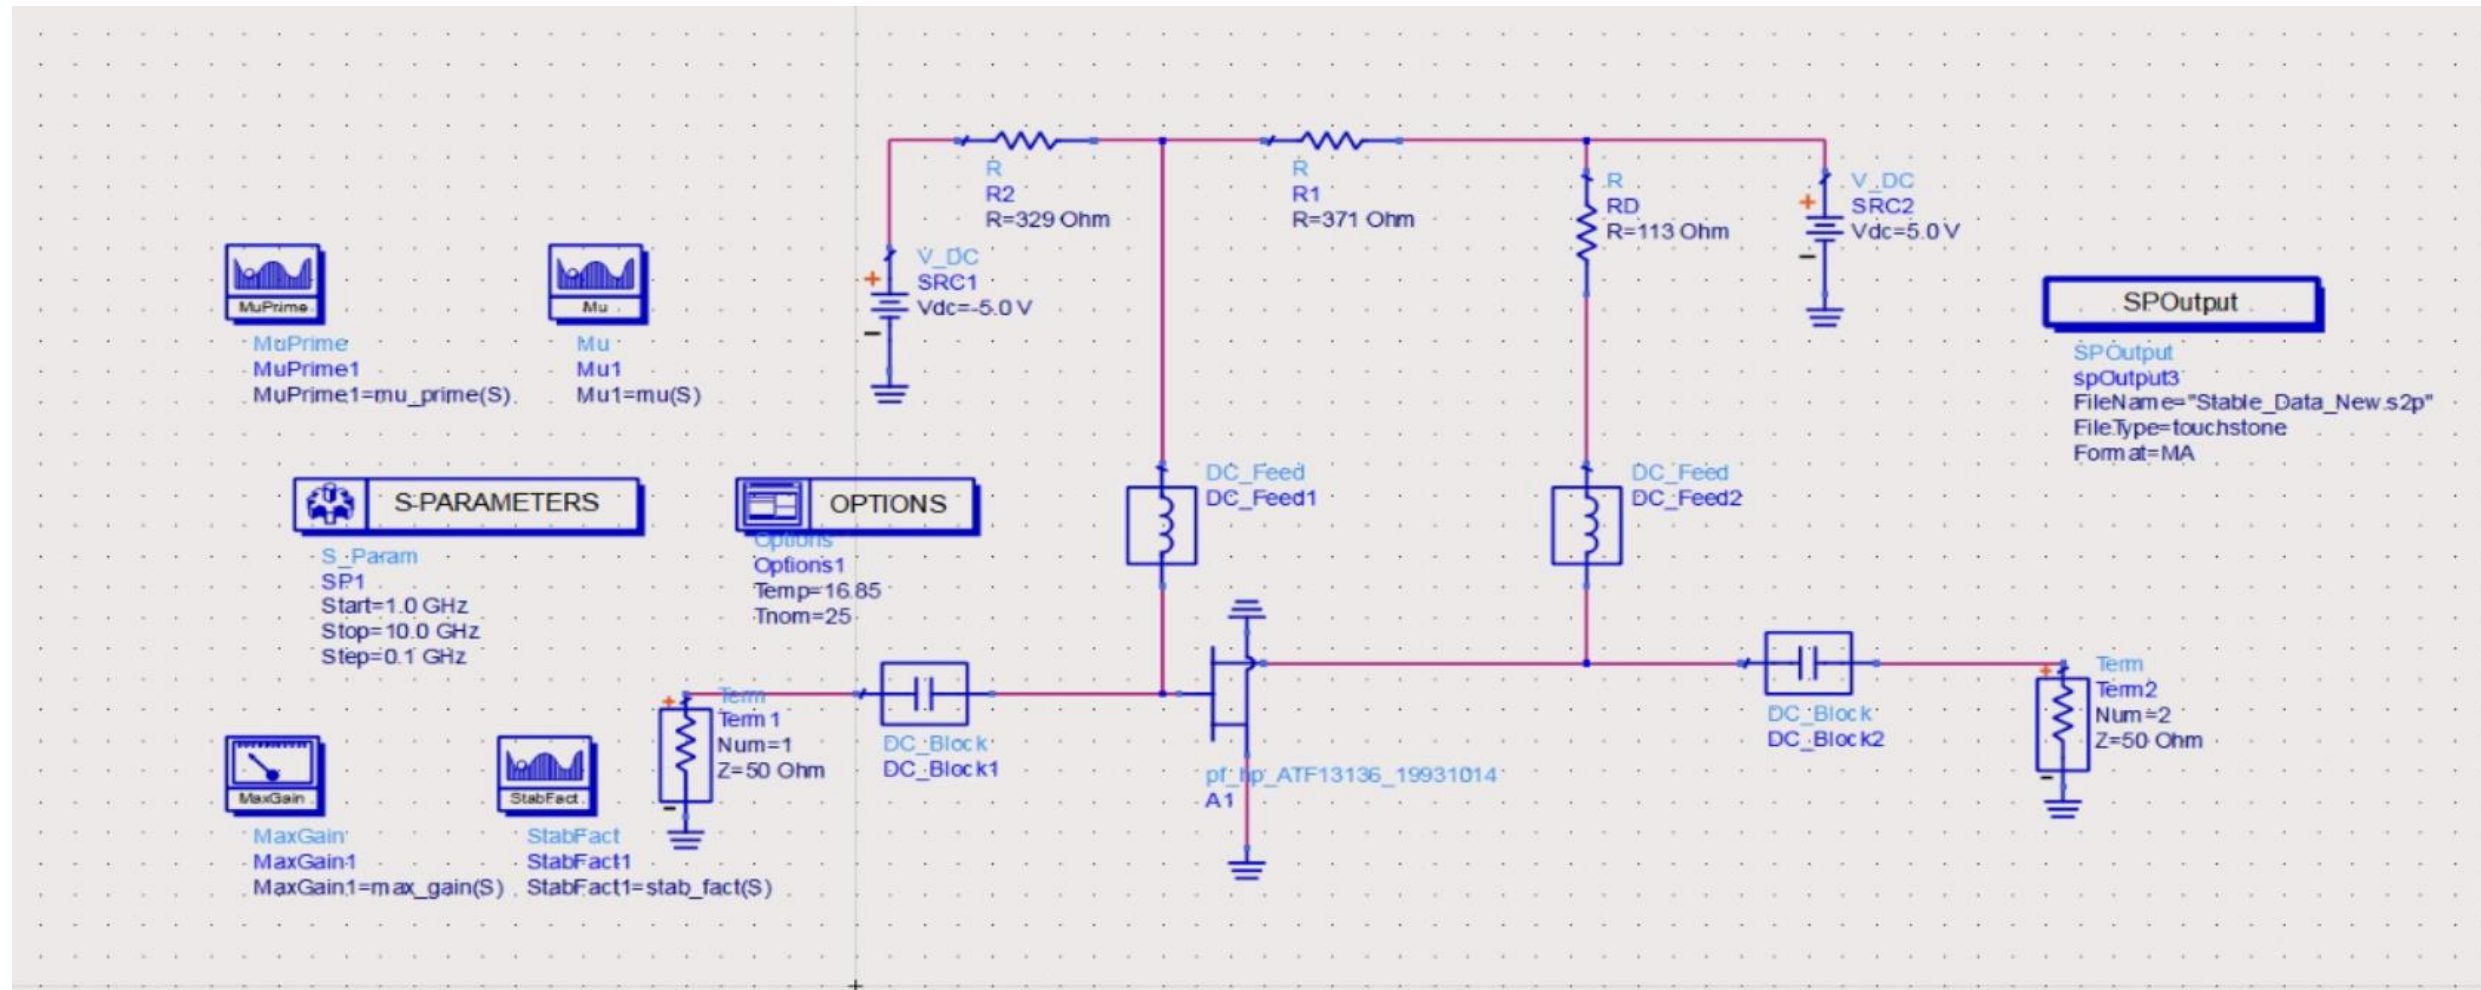 R
R2
R=329 Ohm
R
R1
R=371 Ohm
R
RD
R=113 Ohm
+
V_DC
SRC2
Vdc=5.0 V
−
+
V_DC
SRC1
Vdc=-5.0 V
−
MuPrime
MuPrime
MuPrime1
MuPrime1=mu_prime(S)
Mu
Mu
Mu1
Mu1=mu(S)
SPOutput
SPOutput
spOutput3
FileName="Stable_Data_New.s2p"
FileType=touchstone
Format=MA
S-PARAMETERS
S_Param
SP1
Start=1.0 GHz
Stop=10.0 GHz
Step=0.1 GHz
OPTIONS
Options
Options1
Temp=16.85
Tnom=25
DC_Feed
DC_Feed1
DC_Feed
DC_Feed2
MaxGain
MaxGain
MaxGain1
MaxGain1=max_gain(S)
StabFact
StabFact
StabFact1
StabFact1=stab_fact(S)
+
Term
Term1
Num=1
Z=50 Ohm
−
DC_Block
DC_Block1
pf_hp_ATF13136_19931014
A1
DC_Block
DC_Block2
+
Term
Term2
Num=2
Z=50 Ohm
−